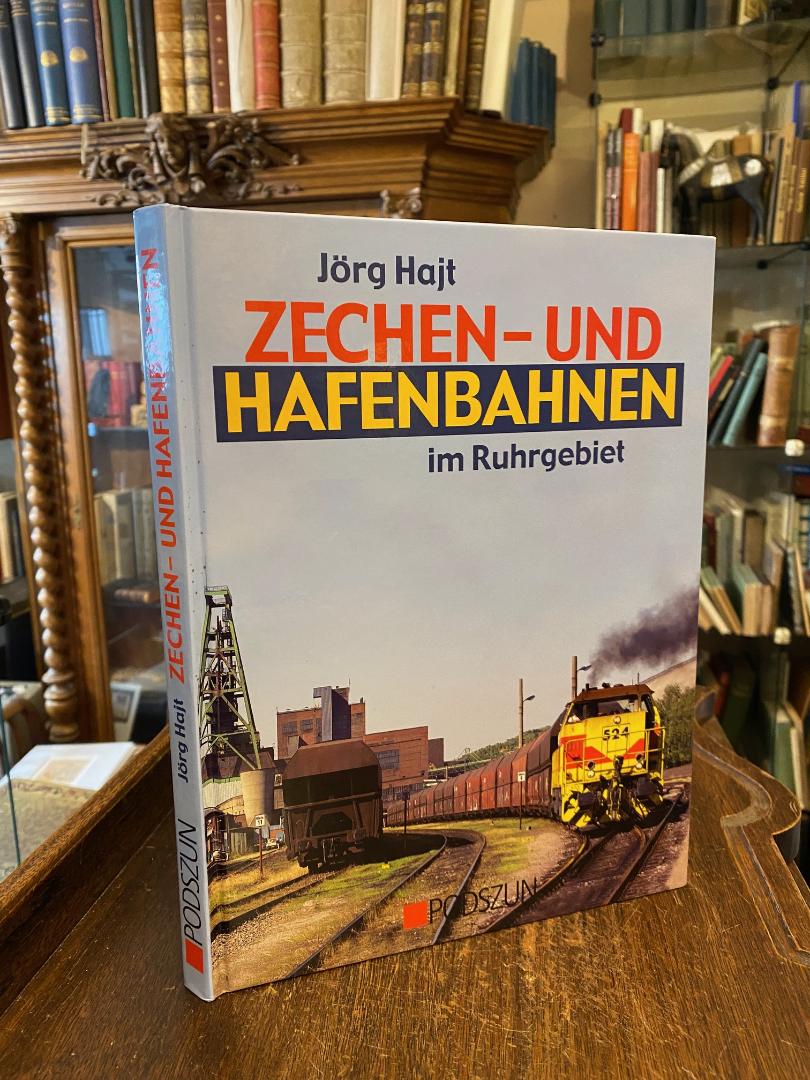 Jörg Hajt
ZECHEN- UND
HAFENBAHNEN
im Ruhrgebiet
524
PODSZUN
PODSZUN Jörg Hajt ZECHEN- UND HAFENBAHNEN